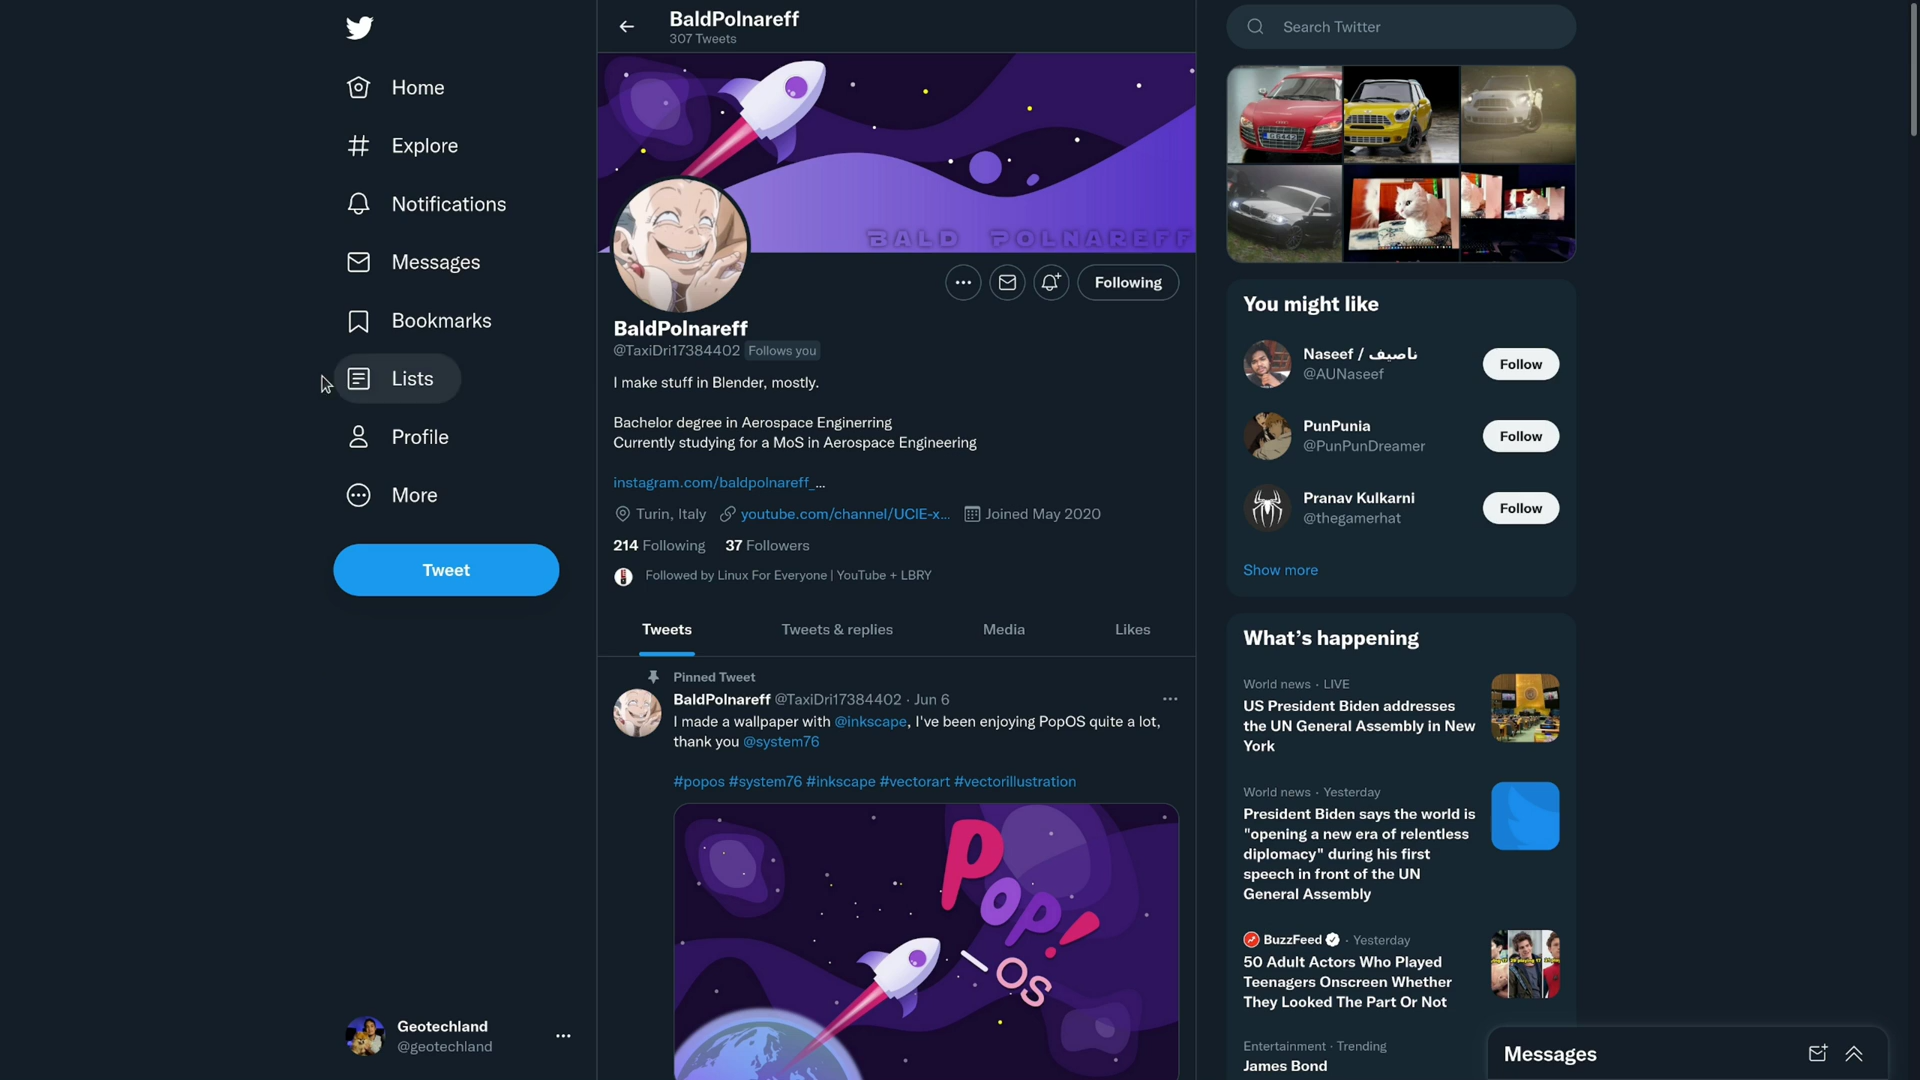 BaldPolnareff
307 Tweets
Search Twitter
Home
Explore
Notifications
Messages
Bookmarks
Lists
Profile
More
Tweet
BALD POLNAREFF
Following
BaldPolnareff
@TaxiDri17384402 Follows you
I make stuff in Blender, mostly.
Bachelor degree in Aerospace Enginerring
Currently studying for a MoS in Aerospace Engineering
instagram.com/baldpolnareff_…
Turin, Italy youtube.com/channel/UCIE-x… Joined May 2020
214 Following 37 Followers
Followed by Linux For Everyone | YouTube + LBRY
Tweets Tweets & replies Media Likes
Pinned Tweet
BaldPolnareff @TaxiDri17384402 · Jun 6
I made a wallpaper with @inkscape, I've been enjoying PopOS quite a lot,
thank you @system76
#popos #system76 #inkscape #vectorart #vectorillustration
Pop!
_OS
You might like
Naseef / ناصيف
@AUNaseef
Follow
PunPunia
@PunPunDreamer
Follow
Pranav Kulkarni
@thegamerhat
Follow
Show more
What's happening
World news · LIVE
US President Biden addresses
the UN General Assembly in New
York
World news · Yesterday
President Biden says the world is
"opening a new era of relentless
diplomacy" during his first
speech in front of the UN
General Assembly
BuzzFeed · Yesterday
50 Adult Actors Who Played
Teenagers Onscreen Whether
They Looked The Part Or Not
Entertainment · Trending
James Bond
Geotechland
@geotechland
Messages